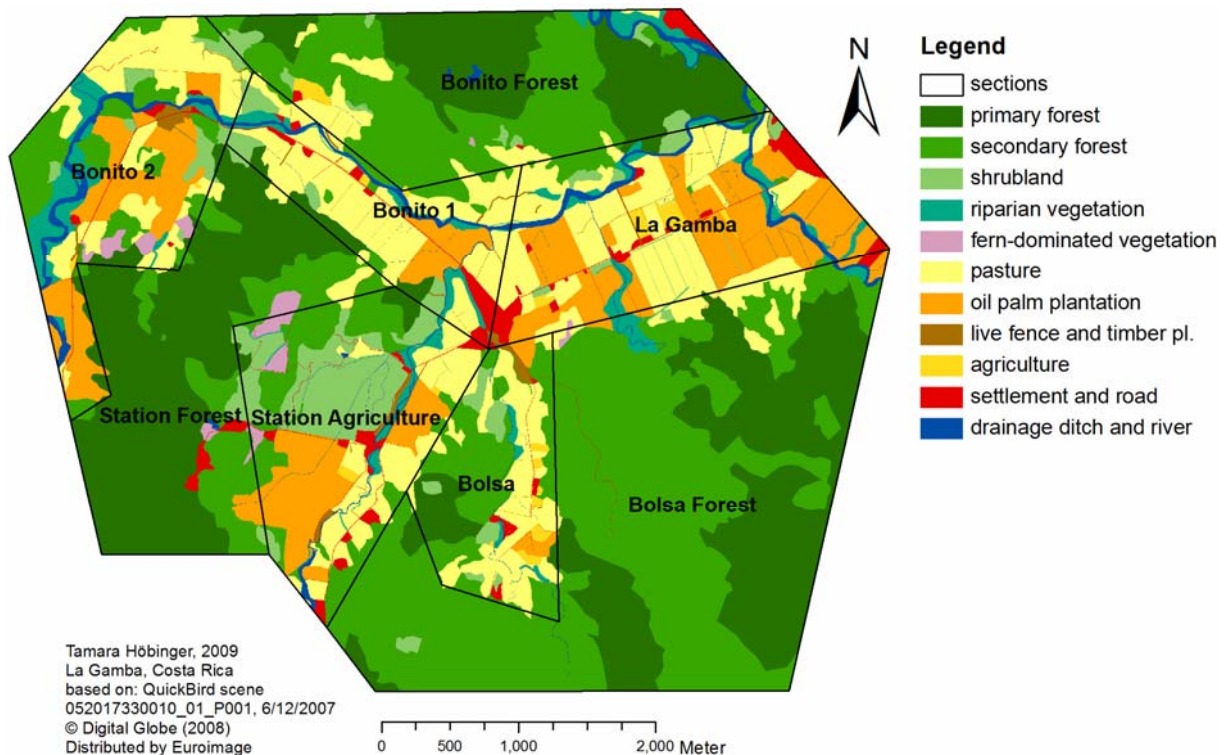 Bonito Forest
Bonito 2
Bonito 1
La Gamba
Station Forest
Station Agriculture
Bolsa
Bolsa Forest
N
Legend
sections
primary forest
secondary forest
shrubland
riparian vegetation
fern-dominated vegetation
pasture
oil palm plantation
live fence and timber pl.
agriculture
settlement and road
drainage ditch and river
Tamara Höbinger, 2009
La Gamba, Costa Rica
based on: QuickBird scene
052017330010_01_P001, 6/12/2007
© Digital Globe (2008)
Distributed by Euroimage
0 500 1,000 2,000 Meter